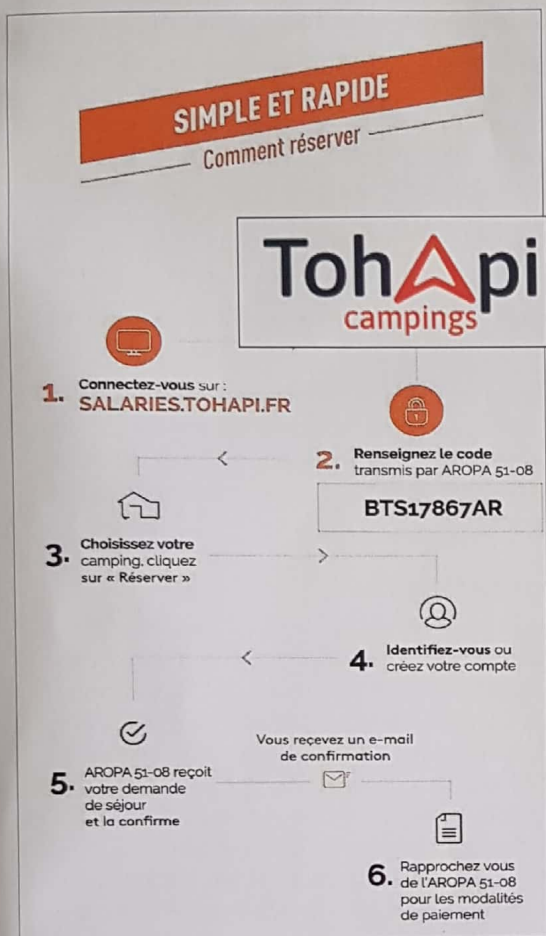 SIMPLE ET RAPIDE
Comment réserver
TohApi
campings
1. Connectez-vous sur :
SALARIES.TOHAPI.FR
2. Renseignez le code
transmis par AROPA 51-08
BTS17867AR
3. Choisissez votre
camping, cliquez
sur « Réserver »
4. Identifiez-vous ou
créez votre compte
5. AROPA 51-08 reçoit
votre demande
de séjour
et la confirme
Vous reçevez un e-mail
de confirmation
6. Rapprochez vous
de l'AROPA 51-08
pour les modalités
de paiement